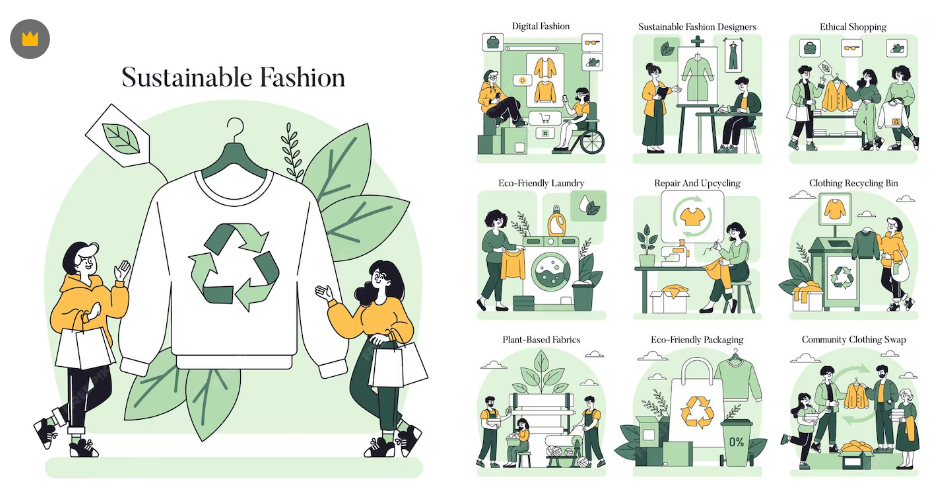 Sustainable Fashion
Digital Fashion
Sustainable Fashion Designers
Ethical Shopping
Eco-Friendly Laundry
Repair And Upcycling
Clothing Recycling Bin
Plant-Based Fabrics
Eco-Friendly Packaging
Community Clothing Swap
0%